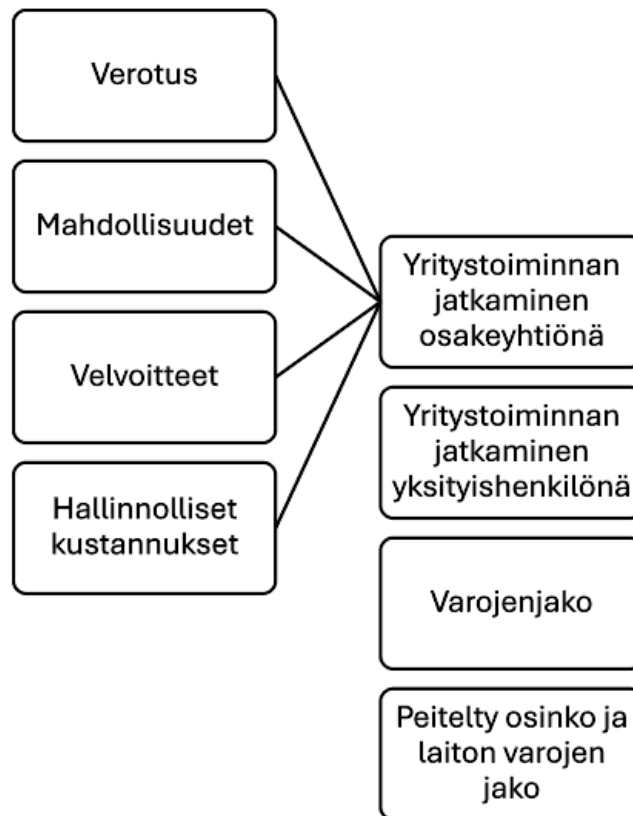 Verotus
Mahdollisuudet
Velvoitteet
Hallinnolliset
kustannukset
Yritystoiminnan
jatkaminen
osakeyhtiönä
Yritystoiminnan
jatkaminen
yksityishenkilönä
Varojenjako
Peitelty osinko ja
laiton varojen
jako